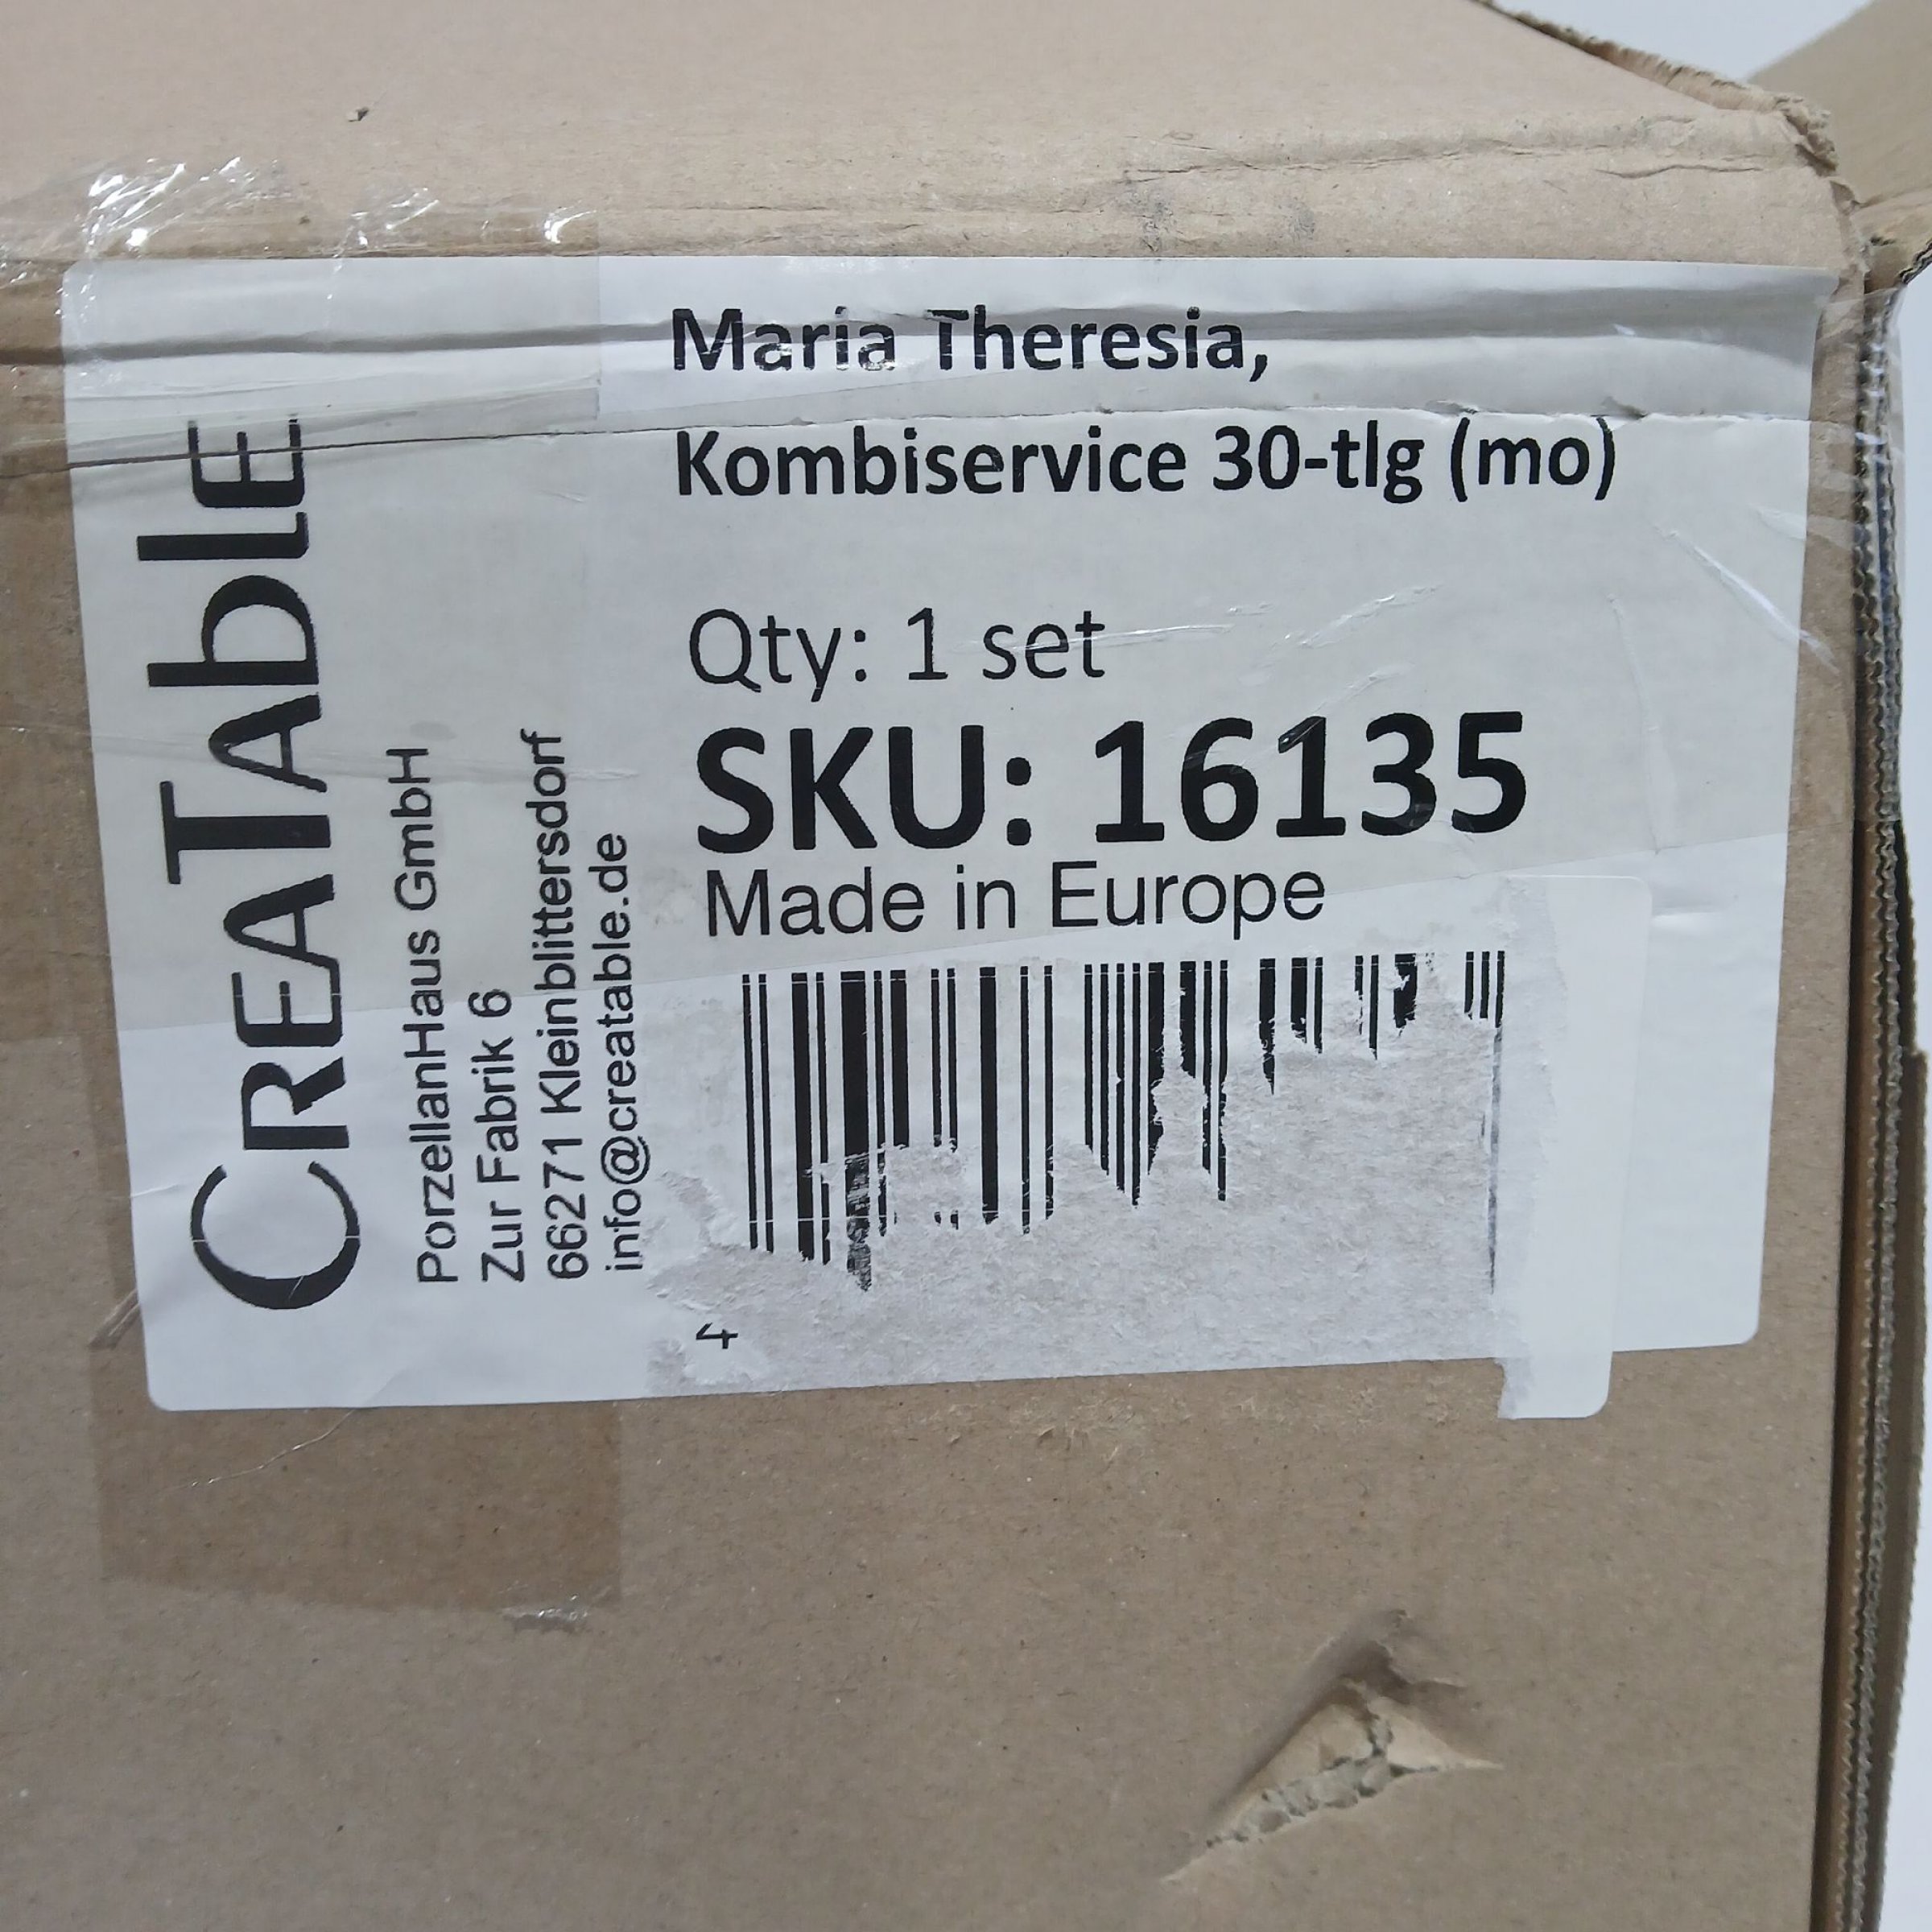 Maria Theresia,
Kombiservice 30-tlg (mo)
Qty: 1 set
SKU: 16135
Made in Europe
4
CREATAblE
PorzellanHaus GmbH
Zur Fabrik 6
66271 Kleinblittersdorf
info@creatable.de